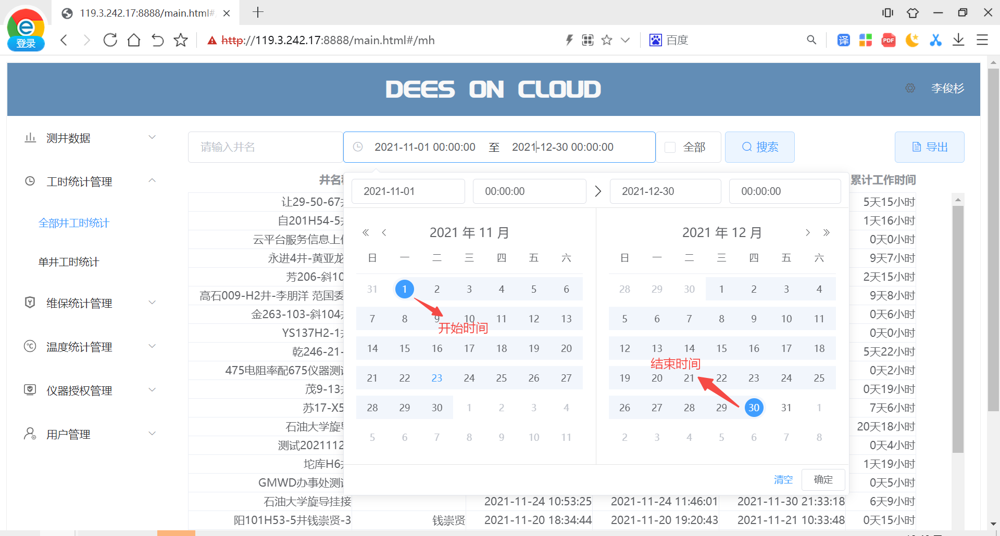 119.3.242.17:8888/main.html#
登录
http://119.3.242.17:8888/main.html#/mh
百度
译
PDF
DEES ON CLOUD
李俊杉
测井数据
工时统计管理
全部井工时统计
单井工时统计
维保统计管理
温度统计管理
仪器授权管理
用户管理
请输入井名
2021-11-01 00:00:00 至 2021-12-30 00:00:00
全部
搜索
导出
井名
累计工作时间
2021-11-01 00:00:00 2021-12-30 00:00:00
2021 年 11 月
日 一 二 三 四 五 六
31 1 2 3 4 5 6
7 8 9 10 11 12 13
开始时间
14 15 16 17 18 19 20
21 22 23 24 25 26 27
28 29 30 1 2 3 4
5 6 7 8 9 10 11
2021 年 12 月
日 一 二 三 四 五 六
28 29 30 1 2 3 4
5 6 7 8 9 10 11
12 13 14 15 16 17 18
结束时间
19 20 21 22 23 24 25
26 27 28 29 30 31 1
2 3 4 5 6 7 8
清空 确定
让29-50-67 5天15小时
自201H54-5 1天16小时
云平台服务信息上 0天0小时
永进4井-黄亚龙 9天7小时
芳206-斜10 2天15小时
高石009-H2井-李朋洋 范国委 9天8小时
金263-103-斜104 0天6小时
YS137H2-1 0天0小时
乾246-21- 5天22小时
475电阻率配675仪器测 0天2小时
茂9-13 0天19小时
苏17-X5 7天6小时
石油大学旋 20天18小时
测试2021112 0天4小时
坨库H6 1天19小时
GMWD办事处测 0天5小时
石油大学旋导挂接 2021-11-24 10:53:25 2021-11-24 11:46:01 2021-11-30 21:33:18 6天9小时
阳101H53-5井钱崇贤-3 钱崇贤 2021-11-20 18:34:44 2021-11-20 19:20:43 2021-11-21 10:33:48 0天15小时